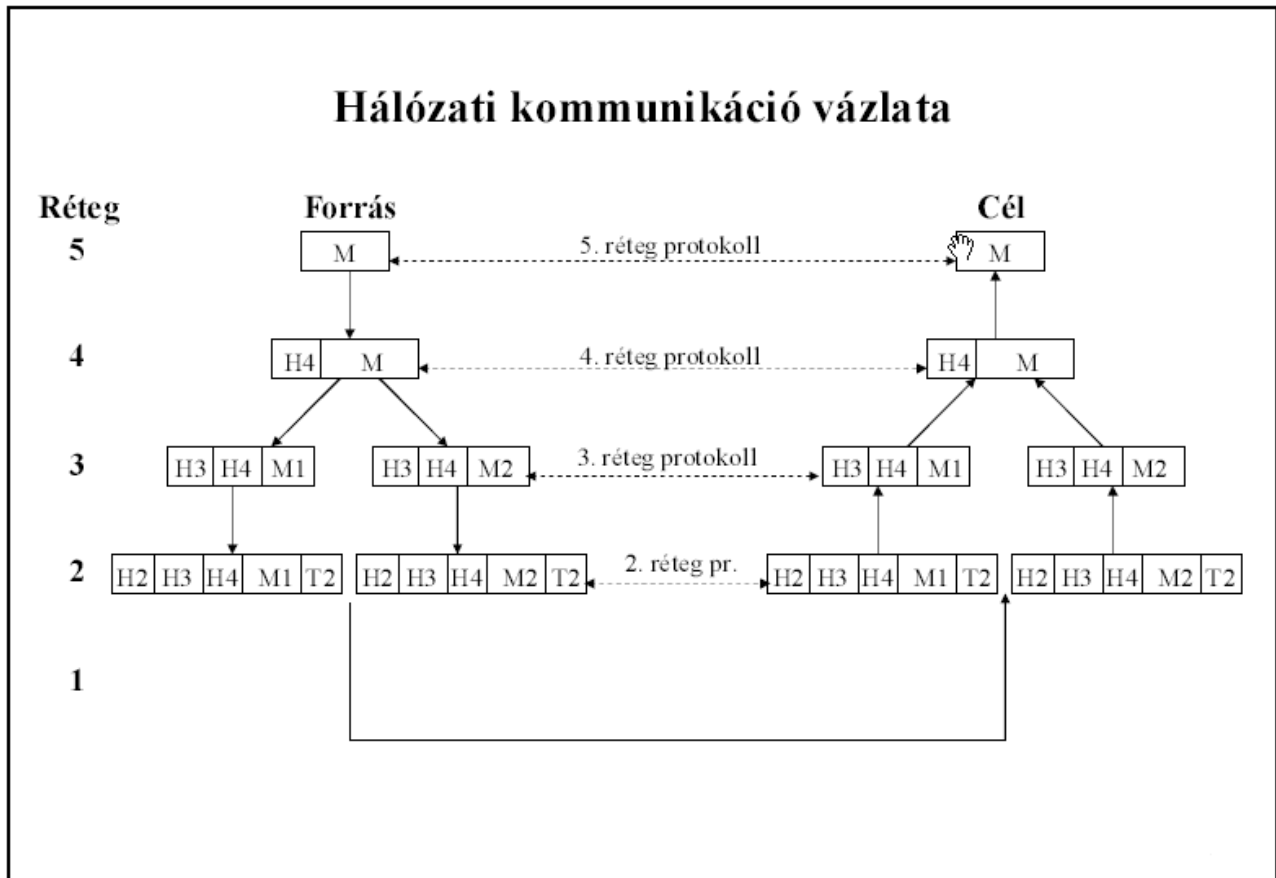 Hálózati kommunikáció vázlata
Réteg Forrás Cél
5 M 5. réteg protokoll M
4 H4 M 4. réteg protokoll H4 M
3 H3 H4 M1 H3 H4 M2 3. réteg protokoll H3 H4 M1 H3 H4 M2
2 H2 H3 H4 M1 T2 H2 H3 H4 M2 T2 2. réteg pr. H2 H3 H4 M1 T2 H2 H3 H4 M2 T2
1